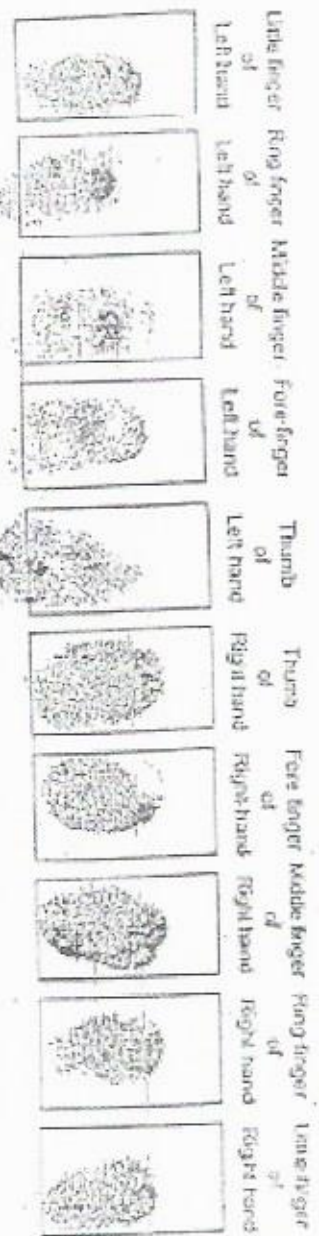 Little finger
of
Left hand
Ring finger
of
Left hand
Middle finger
of
Left hand
Fore-finger
of
Left hand
Thumb
of
Left hand
Thumb
of
Right hand
Fore finger
of
Right-hand
Middle finger
of
Right hand
Ring finger
of
Right hand
Little finger
of
Right hand